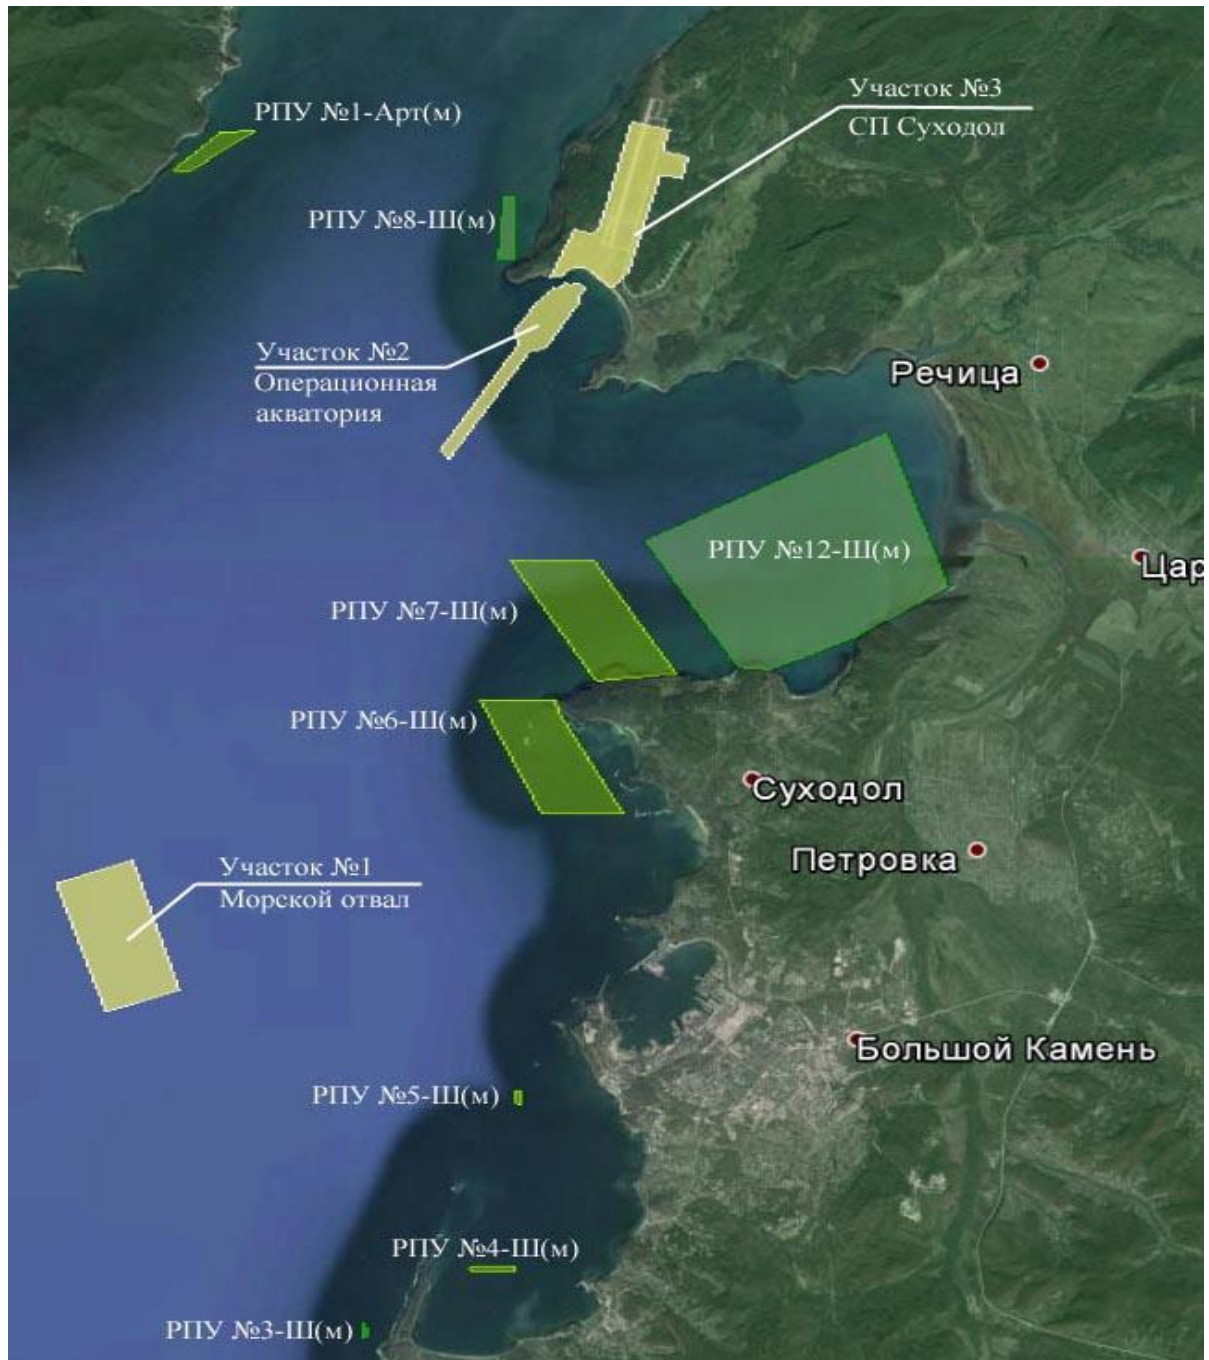 Участок №3
СП Суходол
РПУ №1-Арт(м)
РПУ №8-Ш(м)
Участок №2
Операционная
акватория
Речица
РПУ №12-Ш(м)
Цар
РПУ №7-Ш(м)
РПУ №6-Ш(м)
Суходол
Петровка
Участок №1
Морской отвал
Большой Камень
РПУ №5-Ш(м)
РПУ №4-Ш(м)
РПУ №3-Ш(м)